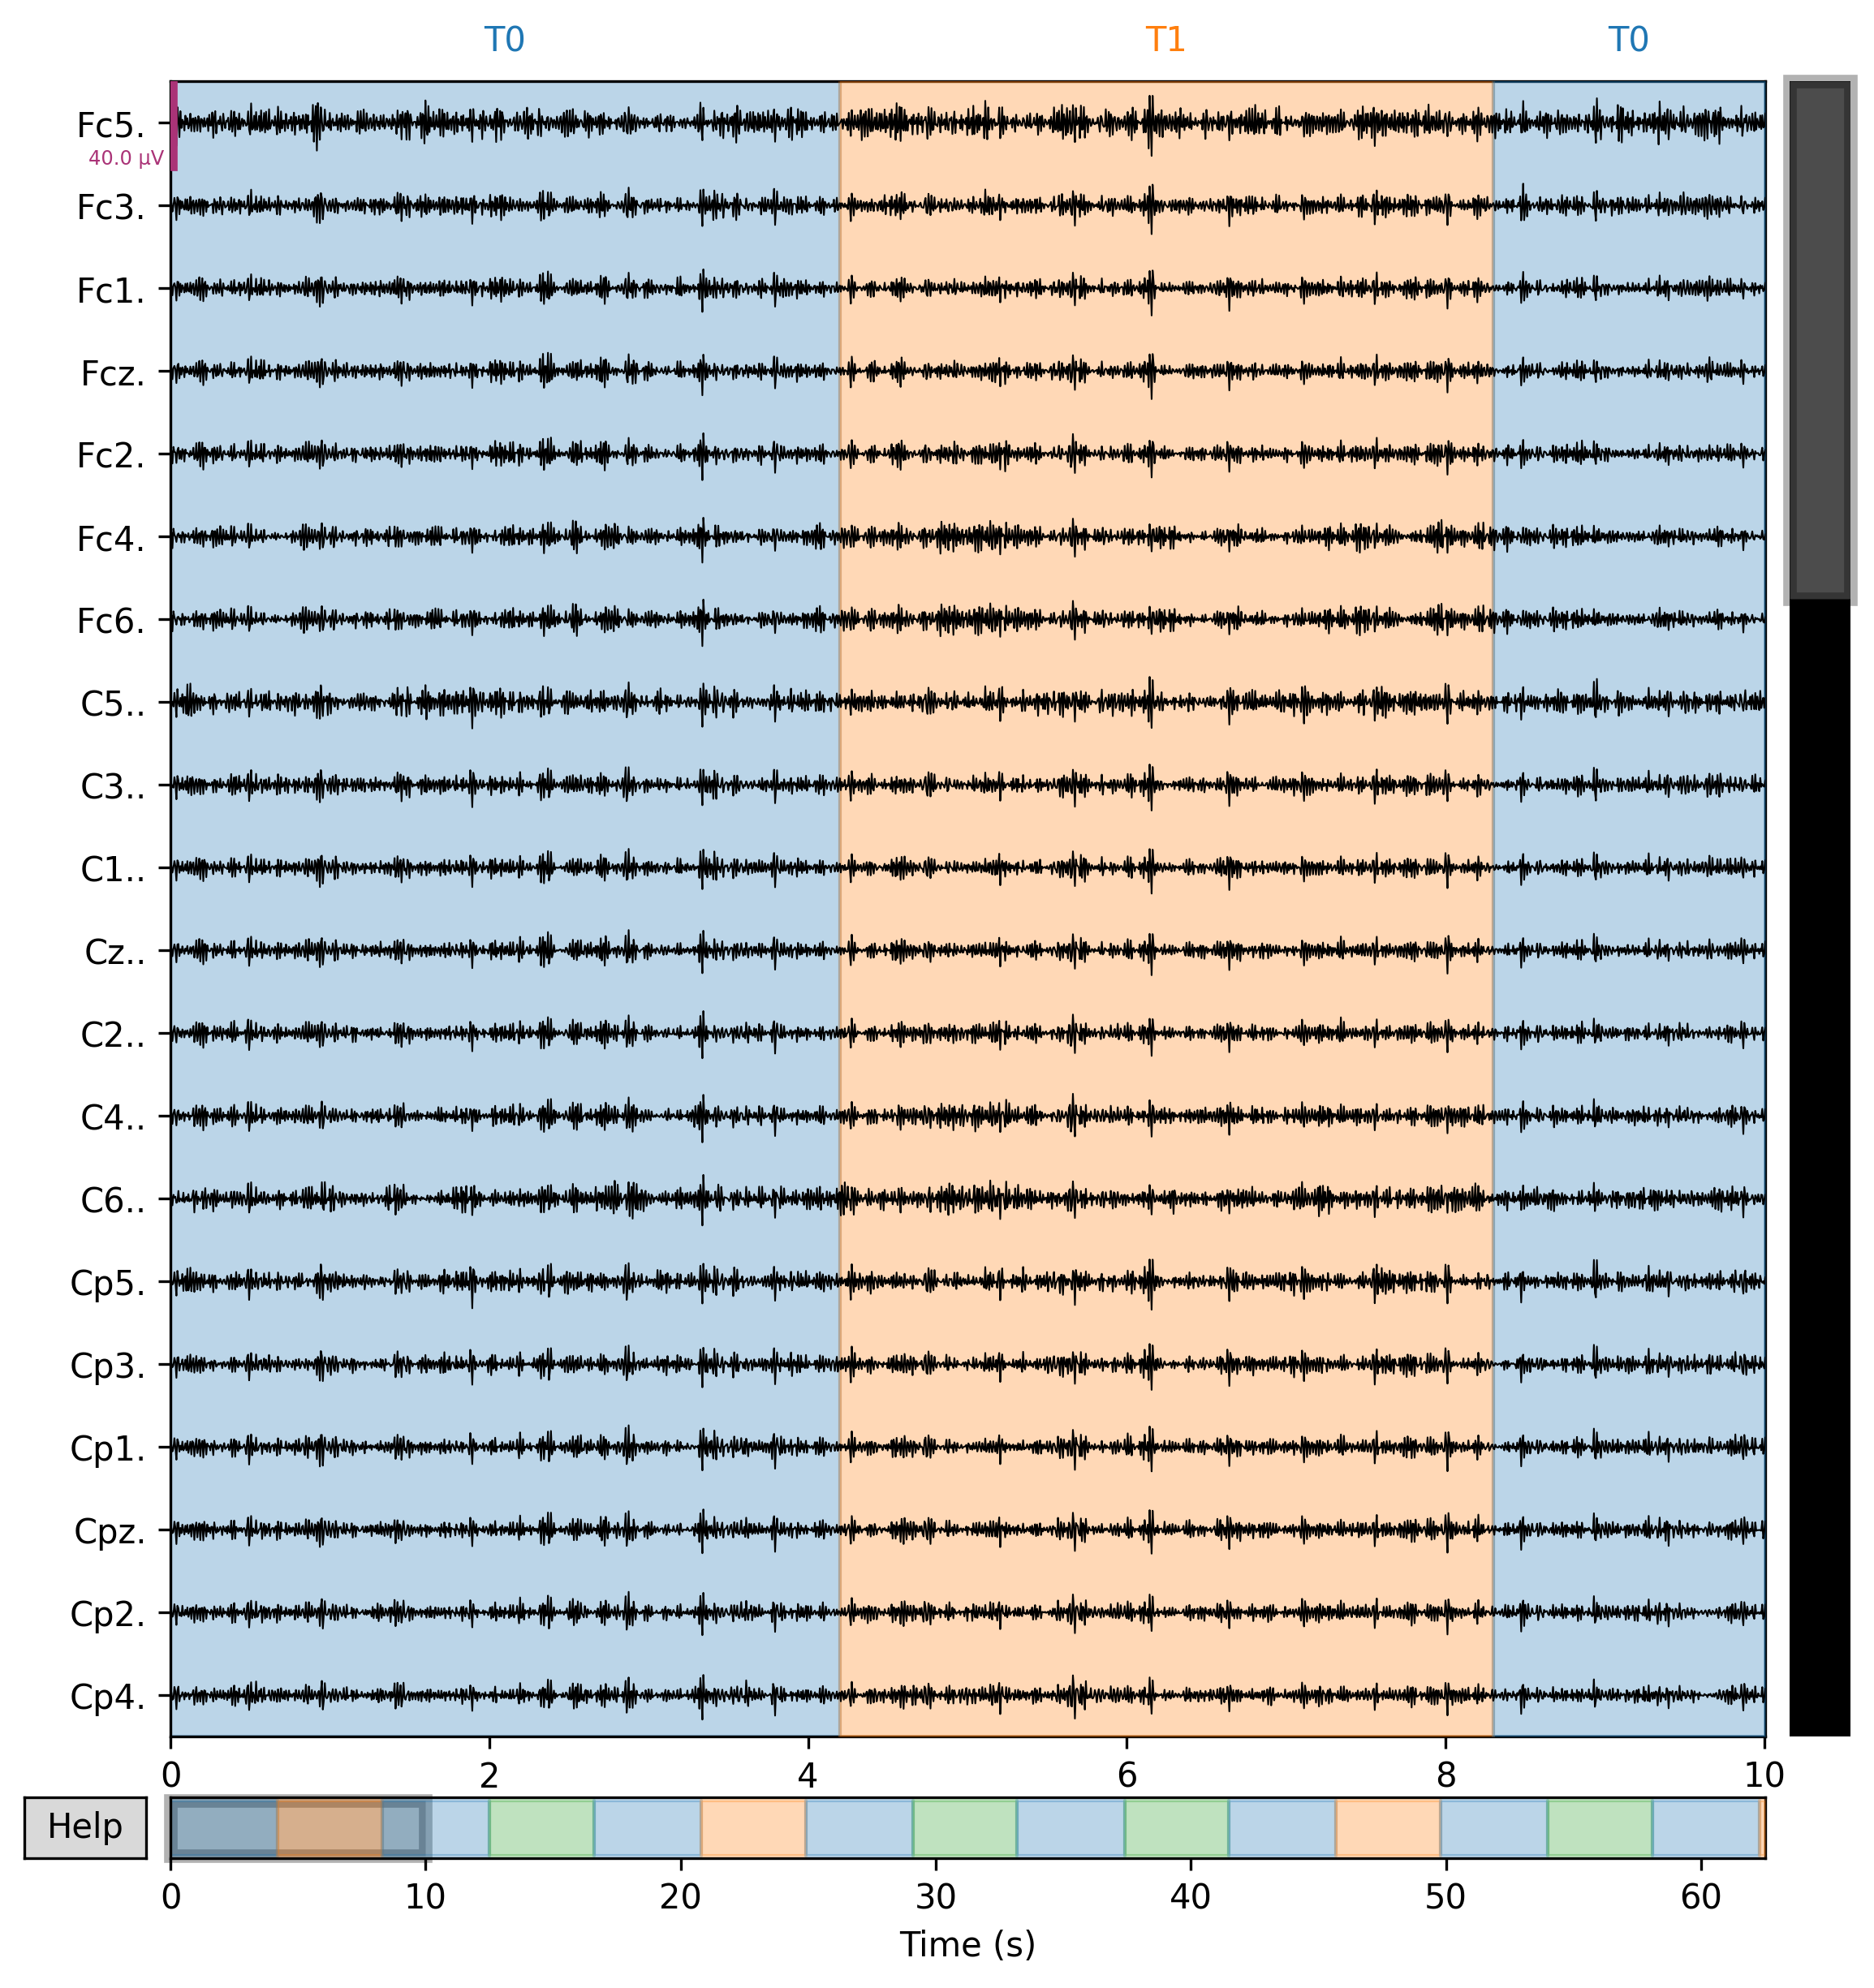 T0 T1 T0
Fc5.
40.0 µV
Fc3.
Fc1.
Fcz.
Fc2.
Fc4.
Fc6.
C5..
C3..
C1..
Cz..
C2..
C4..
C6..
Cp5.
Cp3.
Cp1.
Cpz.
Cp2.
Cp4.
0 2 4 6 8 10
Help
0 10 20 30 40 50 60
Time (s)